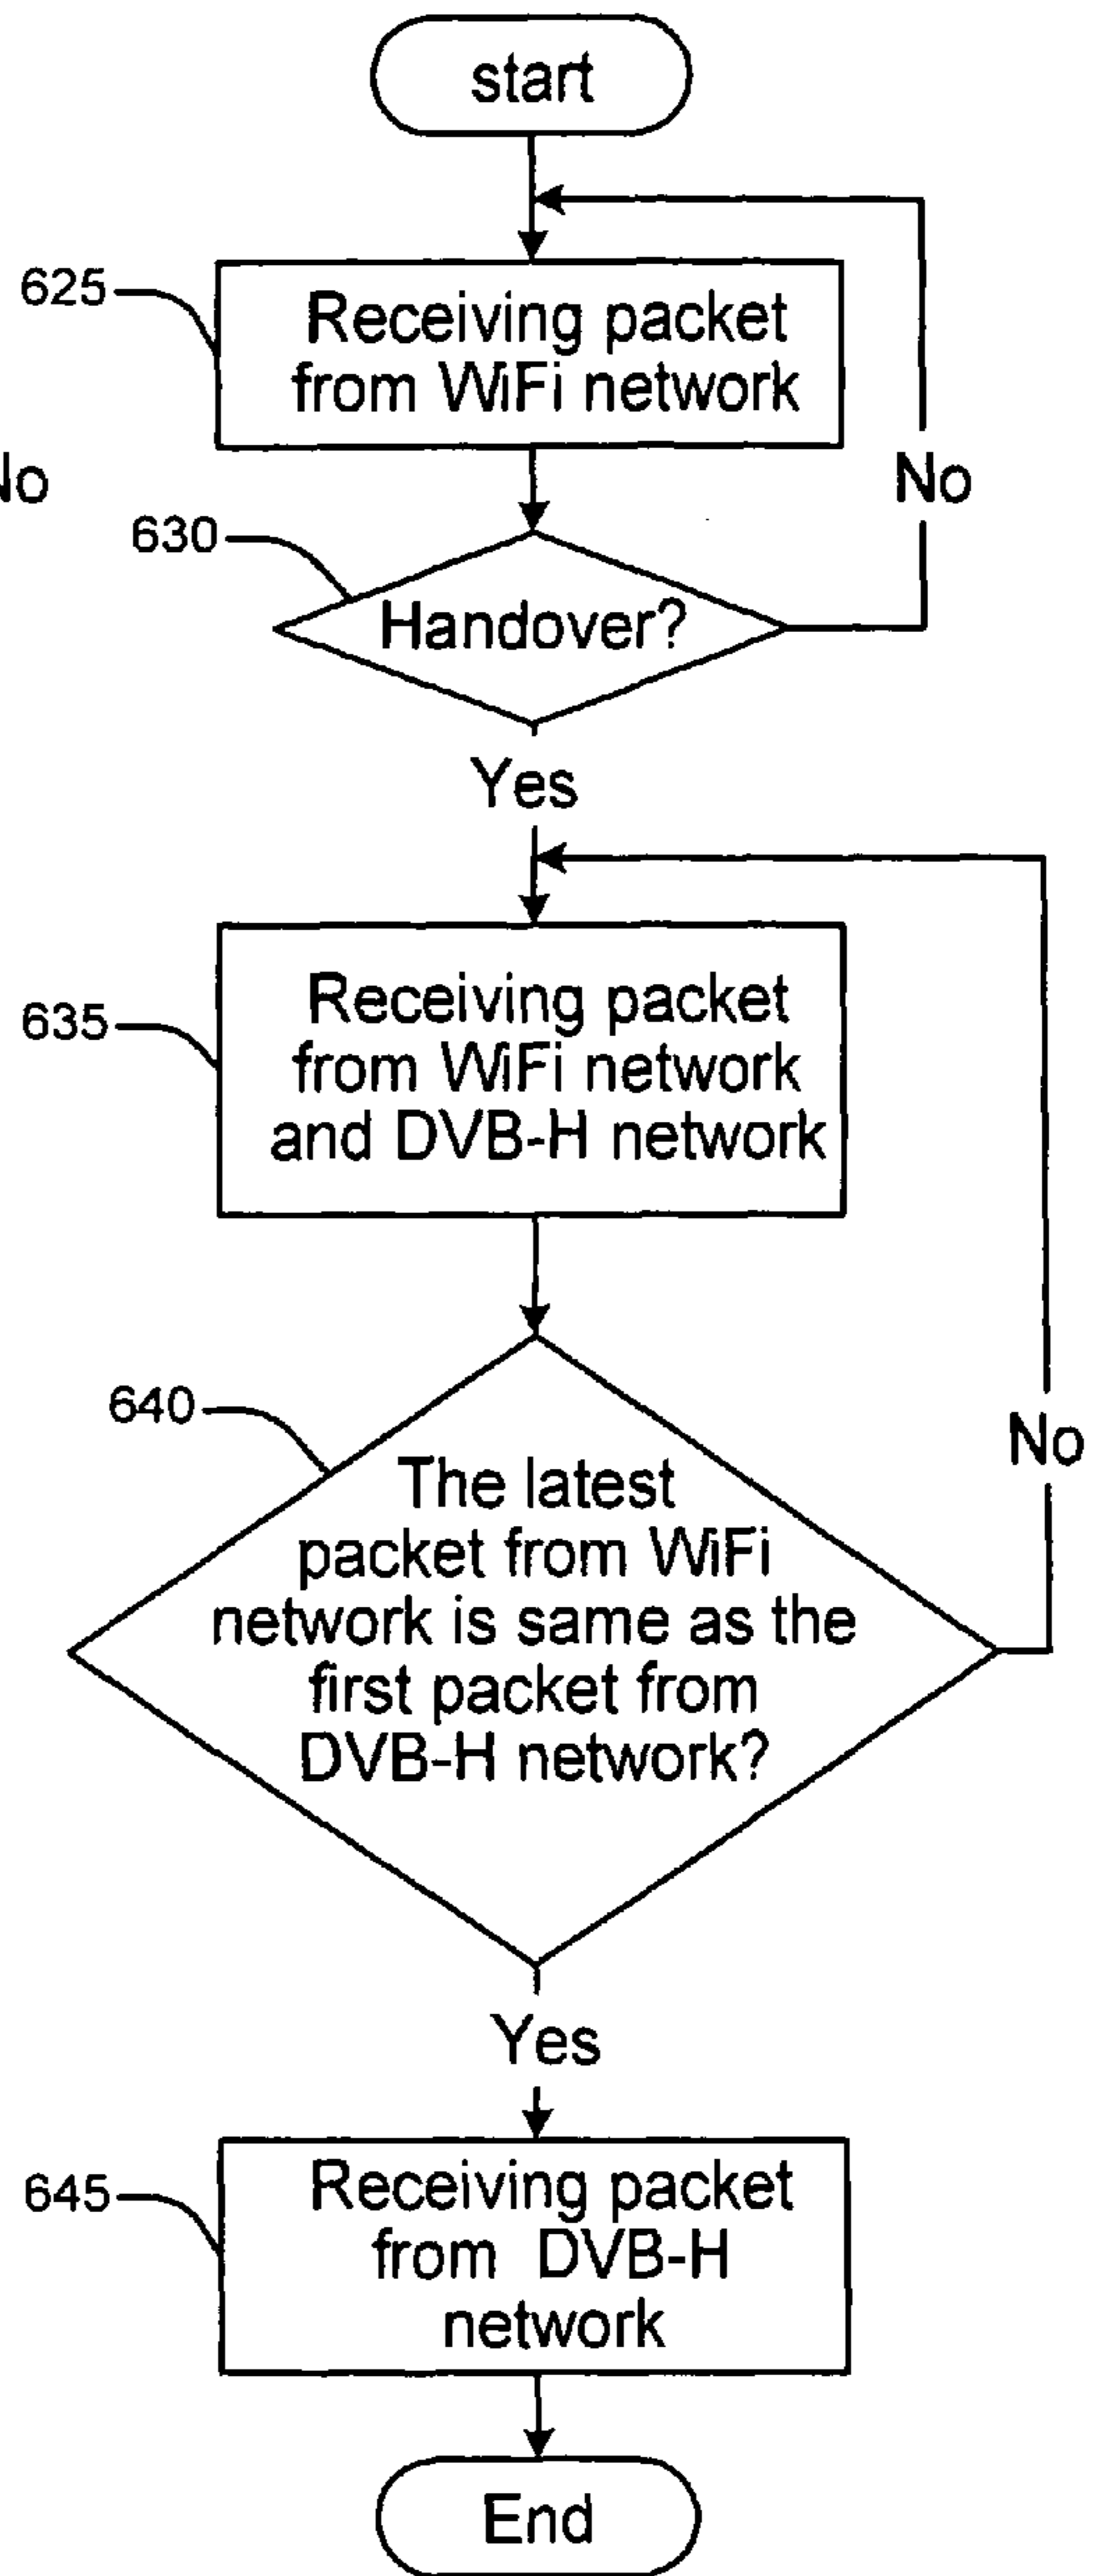 start
625
Receiving packet
from WiFi network
No
No
630
Handover?
Yes
635
Receiving packet
from WiFi network
and DVB-H network
640
The latest
packet from WiFi
network is same as the
first packet from
DVB-H network?
No
Yes
645
Receiving packet
from DVB-H
network
End